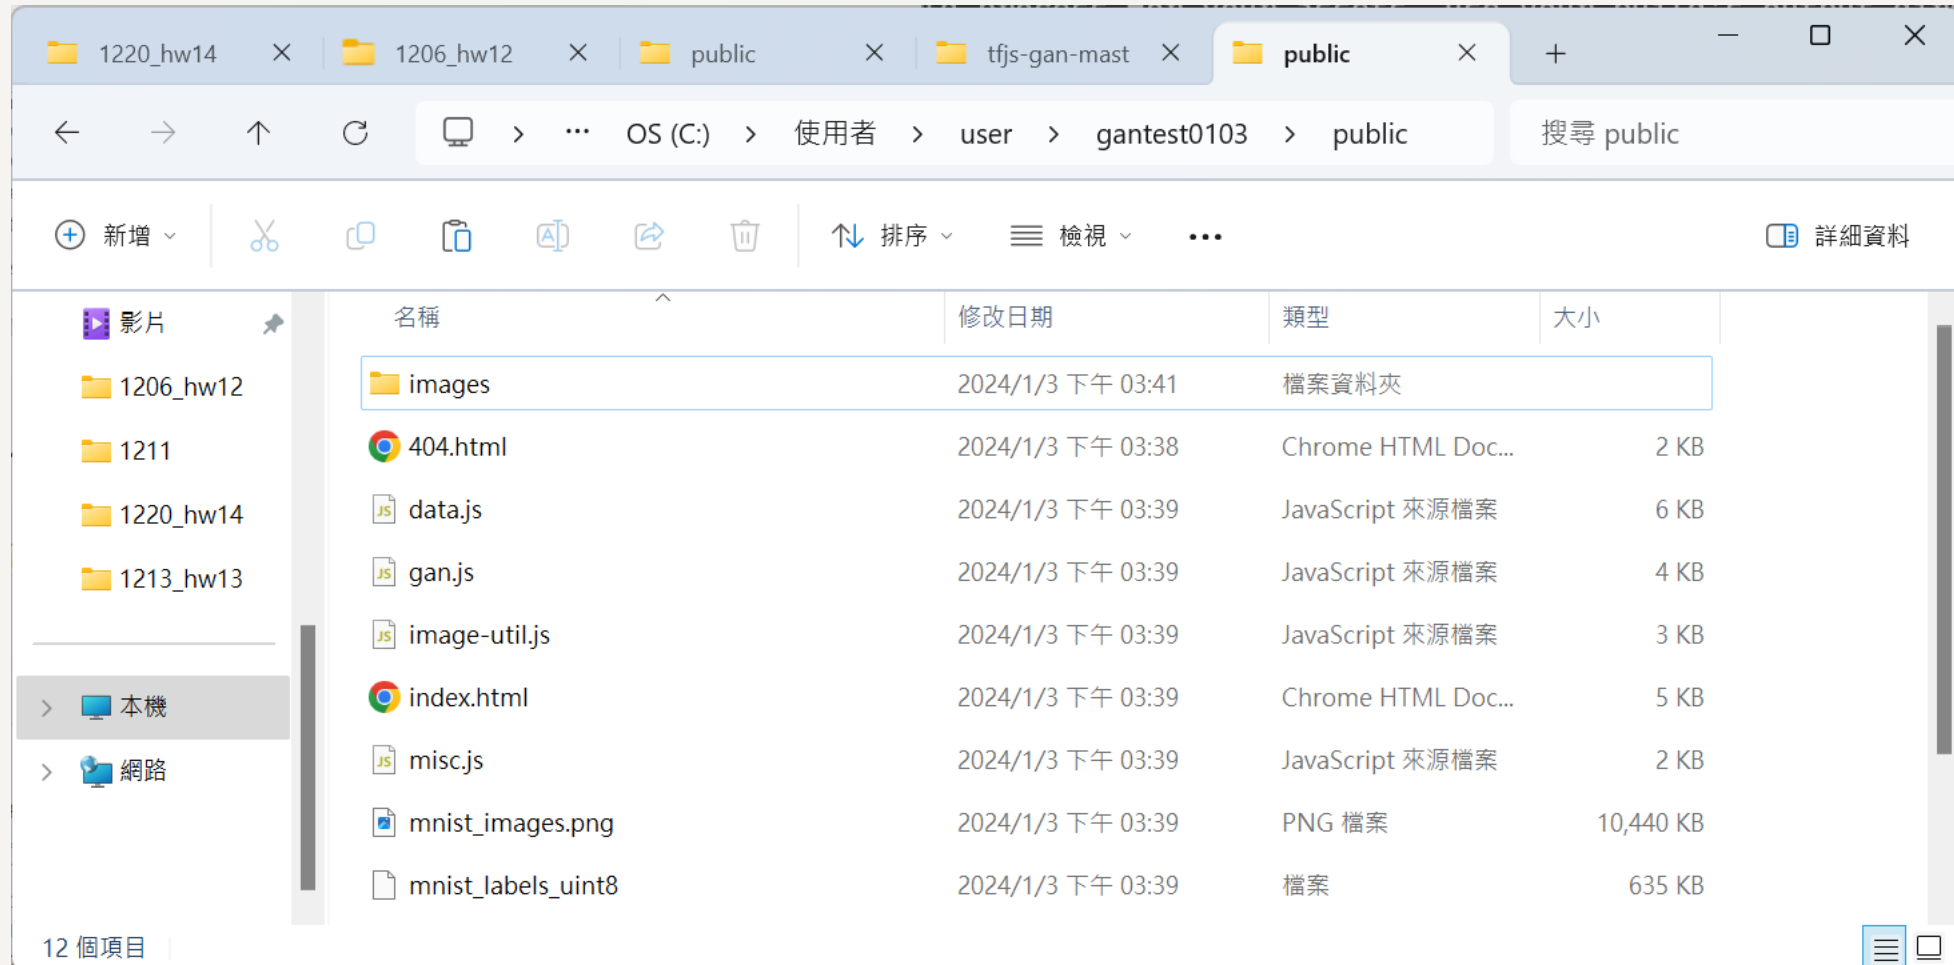 1220_hw14 1206_hw12 public tfjs-gan-mast public
OS (C:) 使用者 user gantest0103 public 搜尋 public
新增 排序 檢視 詳細資料
影片
1206_hw12
1211
1220_hw14
1213_hw13
本機
網路
名稱 修改日期 類型 大小
images 2024/1/3 下午 03:41 檔案資料夾
404.html 2024/1/3 下午 03:38 Chrome HTML Doc... 2 KB
data.js 2024/1/3 下午 03:39 JavaScript 來源檔案 6 KB
gan.js 2024/1/3 下午 03:39 JavaScript 來源檔案 4 KB
image-util.js 2024/1/3 下午 03:39 JavaScript 來源檔案 3 KB
index.html 2024/1/3 下午 03:39 Chrome HTML Doc... 5 KB
misc.js 2024/1/3 下午 03:39 JavaScript 來源檔案 2 KB
mnist_images.png 2024/1/3 下午 03:39 PNG 檔案 10,440 KB
mnist_labels_uint8 2024/1/3 下午 03:39 檔案 635 KB
12 個項目